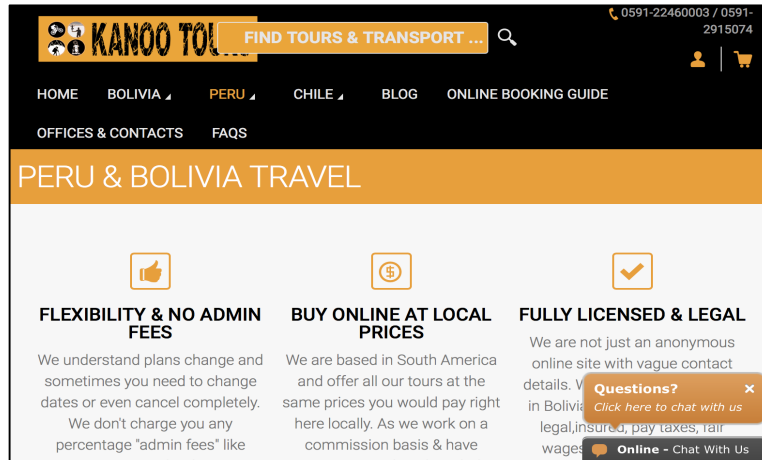 0591-22460003 / 0591-
2915074
KANOO
FIND TOURS & TRANSPORT ...
HOME BOLIVIA PERU CHILE BLOG ONLINE BOOKING GUIDE
OFFICES & CONTACTS FAQS
PERU & BOLIVIA TRAVEL
FLEXIBILITY & NO ADMIN
FEES
We understand plans change and
sometimes you need to change
dates or even cancel completely.
We don't charge you any
percentage "admin fees" like
BUY ONLINE AT LOCAL
PRICES
We are based in South America
and offer all our tours at the
same prices you would pay right
here locally. As we work on a
commission basis & have
FULLY LICENSED & LEGAL
We are not just an anonymous
online site with vague contact
details.
in
legal,insured, pay taxes, fair
wages
Questions?
Click here to chat with us
Online - Chat With Us